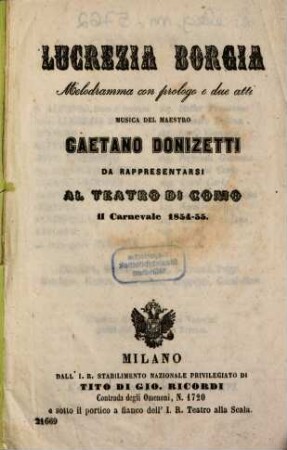 LUCREZIA BORGIA
Melodramma con prologo e due atti
MUSICA DEL MAESTRO
GAETANO DONIZETTI
DA RAPPRESENTARSI
AL TEATRO DI COMO
il Carnevale 1854-55.
MILANO
DALL' I. R. STABILIMENTO NAZIONALE PRIVILEGIATO DI
TITO DI GIO. RICORDI
Contrada degli Omenoni, N. 1720
e sotto il portico a fianco dell' I. R. Teatro alla Scala.
21669